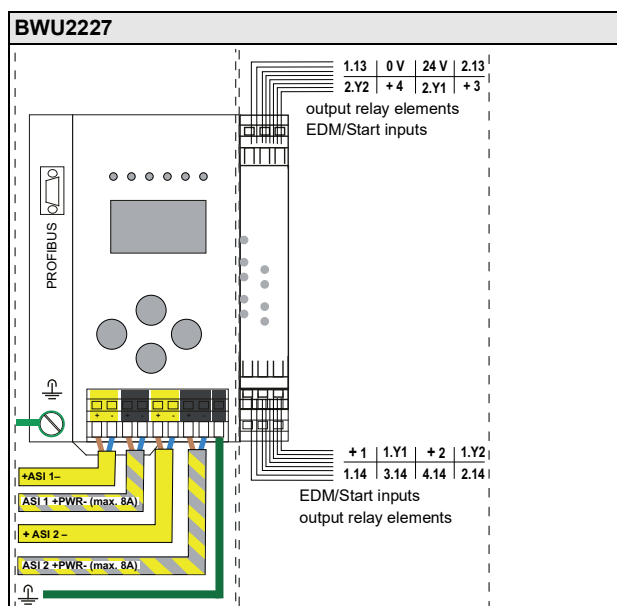 BWU2227
1.13 0 V 24 V 2.13
2.Y2 + 4 2.Y1 + 3
output relay elements
EDM/Start inputs
PROFIBUS
+ - + - + - + -
+ 1 1.Y1 + 2 1.Y2
1.14 3.14 4.14 2.14
EDM/Start inputs
output relay elements
+ASI 1–
ASI 1 +PWR- (max. 8A)
+ ASI 2 –
ASI 2 +PWR- (max. 8A)